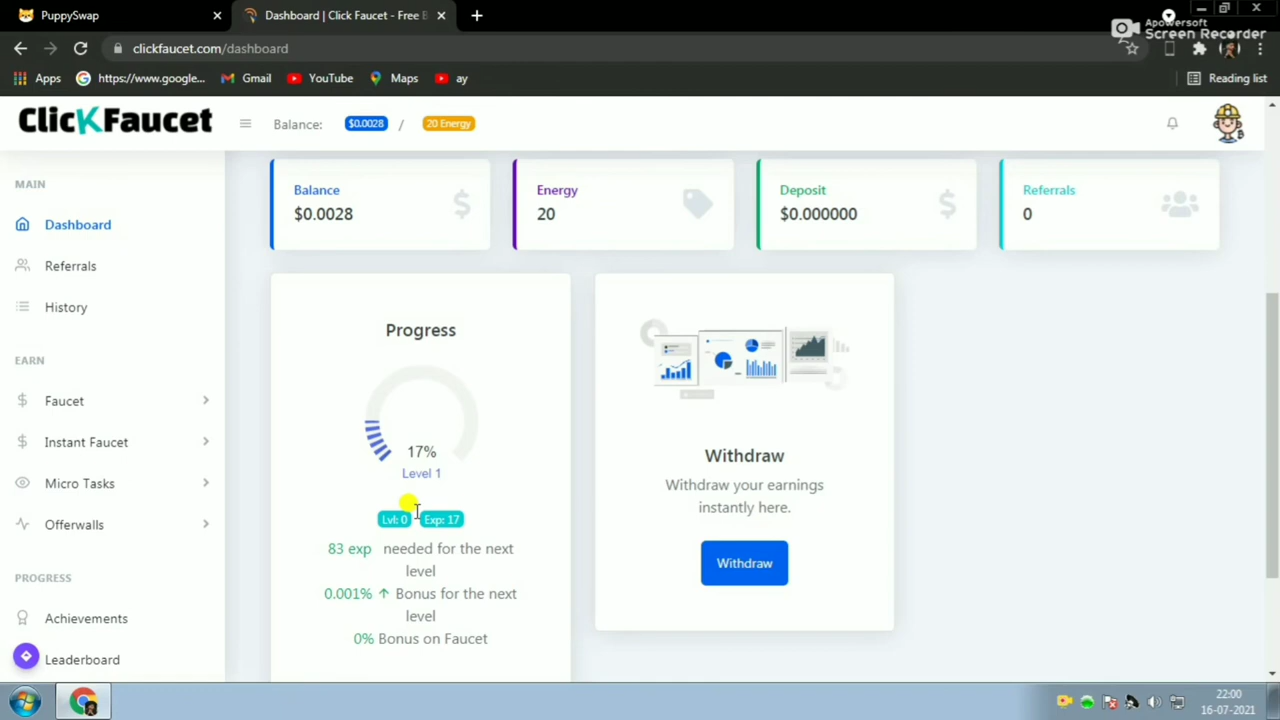 PuppySwap
Dashboard | Click Faucet - Free B
Apowersoft
Screen Recorder
clickfaucet.com/dashboard
Apps
https://www.google...
Gmail
YouTube
Maps
ay
Reading list
ClicKFaucet
Balance:
$0.0028
/
20 Energy
MAIN
Dashboard
Referrals
History
EARN
Faucet
Instant Faucet
Micro Tasks
Offerwalls
PROGRESS
Achievements
Leaderboard
Balance
$0.0028
Energy
20
Deposit
$0.000000
Referrals
0
Progress
17%
Level 1
Lvl: 0 Exp: 17
83 exp needed for the next
level
0.001% ↑ Bonus for the next
level
0% Bonus on Faucet
Withdraw
Withdraw your earnings
instantly here.
Withdraw
22:00
16-07-2021